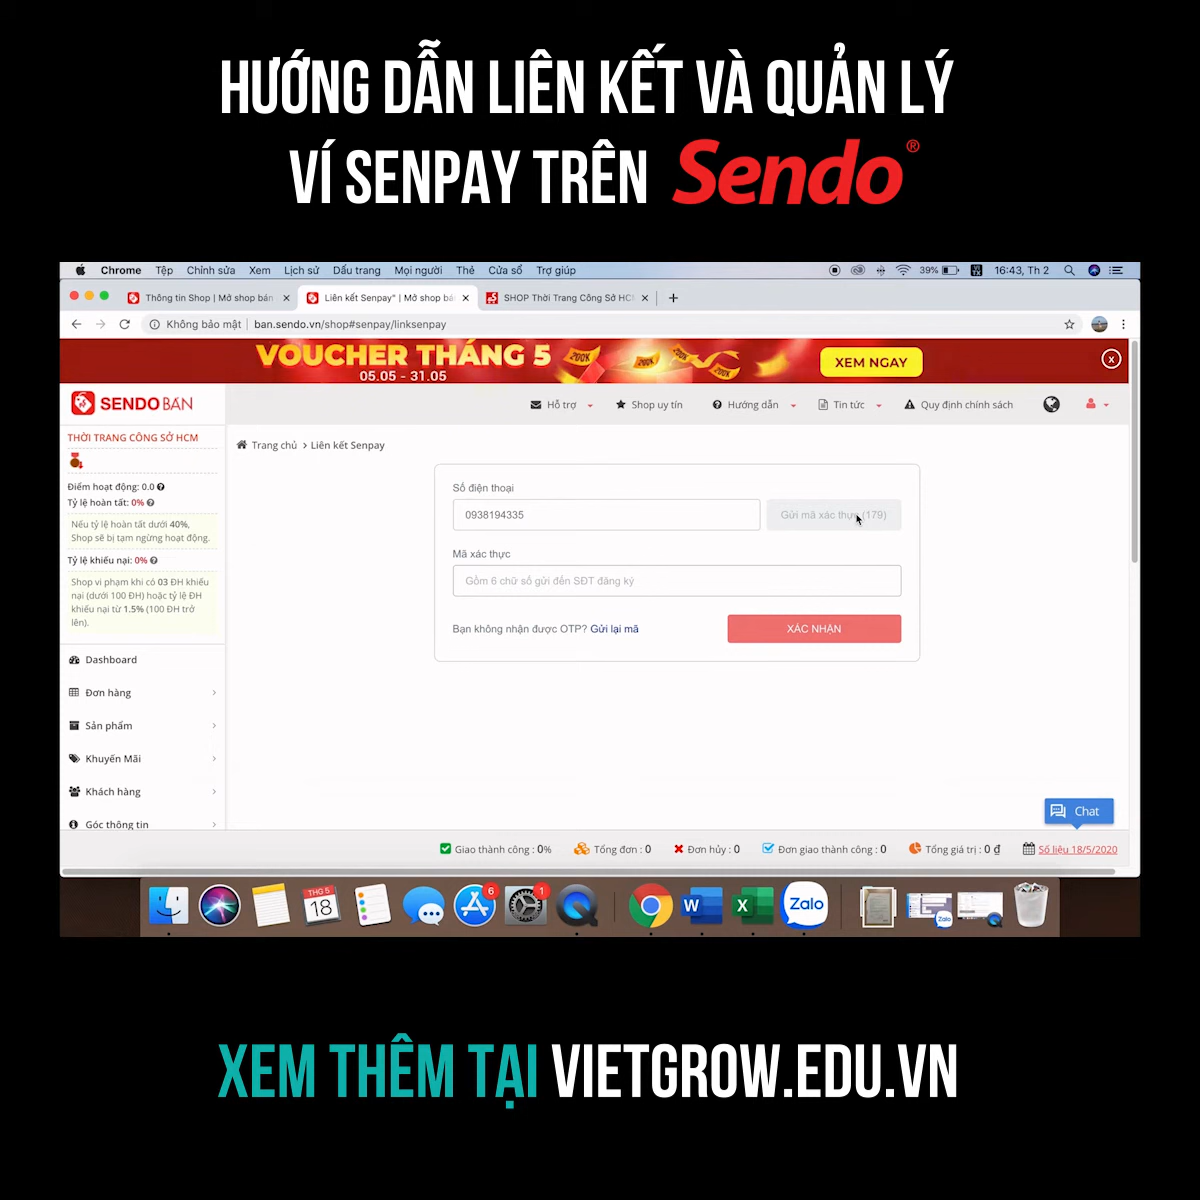 HƯỚNG DẪN LIÊN KẾT VÀ QUẢN LÝ
VÍ SENPAY TRÊN Sendo®
Chrome Tệp Chỉnh sửa Xem Lịch sử Dấu trang Mọi người Thẻ Cửa sổ Trợ giúp 39% 16:43, Th 2
Thông tin Shop | Mở shop bán Liên kết Senpay" | Mở shop bá SHOP Thời Trang Công Sở HCM
Không bảo mật ban.sendo.vn/shop#senpay/linksenpay
VOUCHER THÁNG 5
05.05 - 31.05
200K 200K 200K 200K
XEM NGAY
x
SENDO BÁN
Hỗ trợ Shop uy tín Hướng dẫn Tin tức Quy định chính sách
THỜI TRANG CÔNG SỞ HCM
Điểm hoạt động: 0.0
Tỷ lệ hoàn tất: 0%
Nếu tỷ lệ hoàn tất dưới 40%,
Shop sẽ bị tạm ngừng hoạt động.
Tỷ lệ khiếu nại: 0%
Shop vi phạm khi có 03 ĐH khiếu
nại (dưới 100 ĐH) hoặc tỷ lệ ĐH
khiếu nại từ 1.5% (100 ĐH trở
lên).
Dashboard
Đơn hàng
Sản phẩm
Khuyến Mãi
Khách hàng
Góc thông tin
Trang chủ > Liên kết Senpay
Số điện thoại
0938194335
Gửi mã xác thực (179)
Mã xác thực
Gồm 6 chữ số gửi đến SĐT đăng ký
Bạn không nhận được OTP? Gửi lại mã
XÁC NHẬN
Chat
Giao thành công : 0% Tổng đơn : 0 Đơn hủy : 0 Đơn giao thành công : 0 Tổng giá trị : 0 đ Số liệu 18/5/2020
THG 5
18
6
1
W
X
Zalo
Zalo
XEM THÊM TẠI VIETGROW.EDU.VN